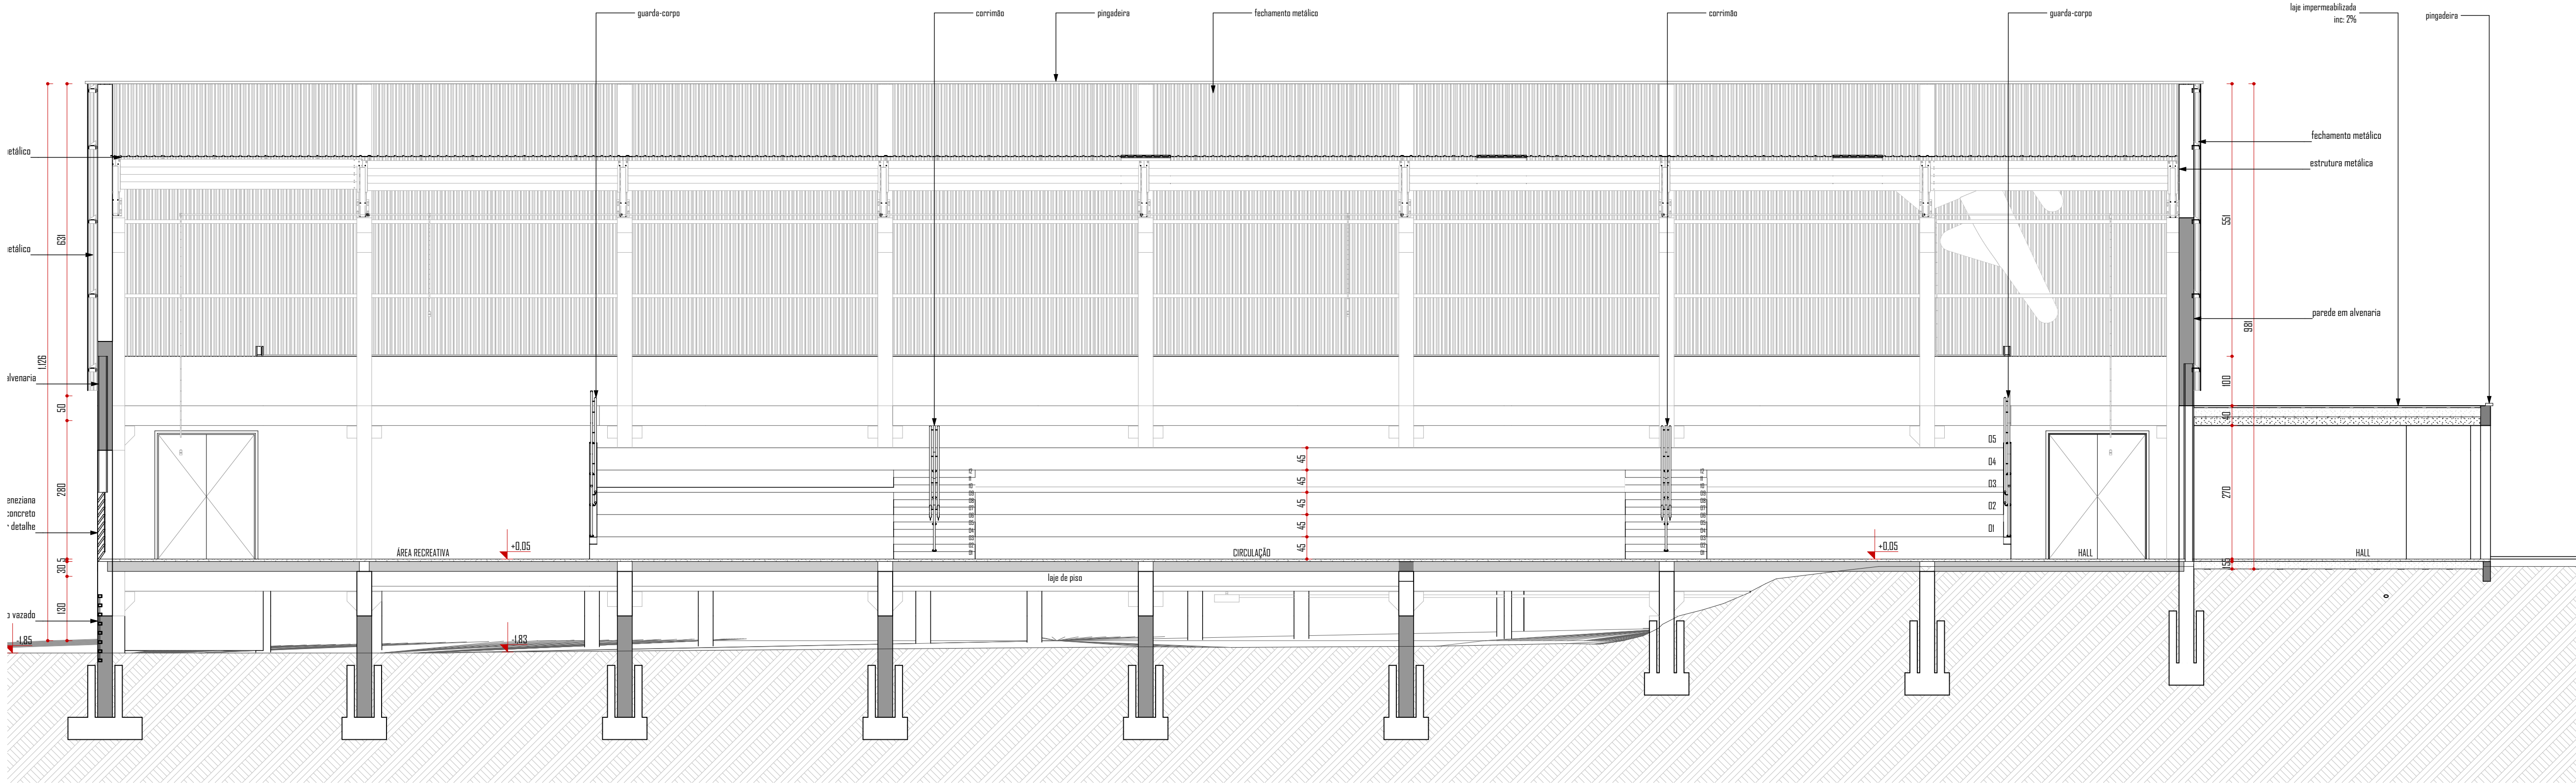 guarda-corpo
corrimão
pingadeira
fechamento metálico
corrimão
guarda-corpo
laje impermeabilizada
inc: 2%
pingadeira
etálico
etálico
alvenaria
eneziana
concreto
r detalhe
o vazado
fechamento metálico
estrutura metálica
parede em alvenaria
1.126
631
50
280
5
30
130
-1,85
-1,83
+0,05
ÁREA RECREATIVA
CIRCULAÇÃO
laje de piso
45
45
45
45
45
05
04
03
02
01
+0,05
HALL
HALL
551
981
100
40
270